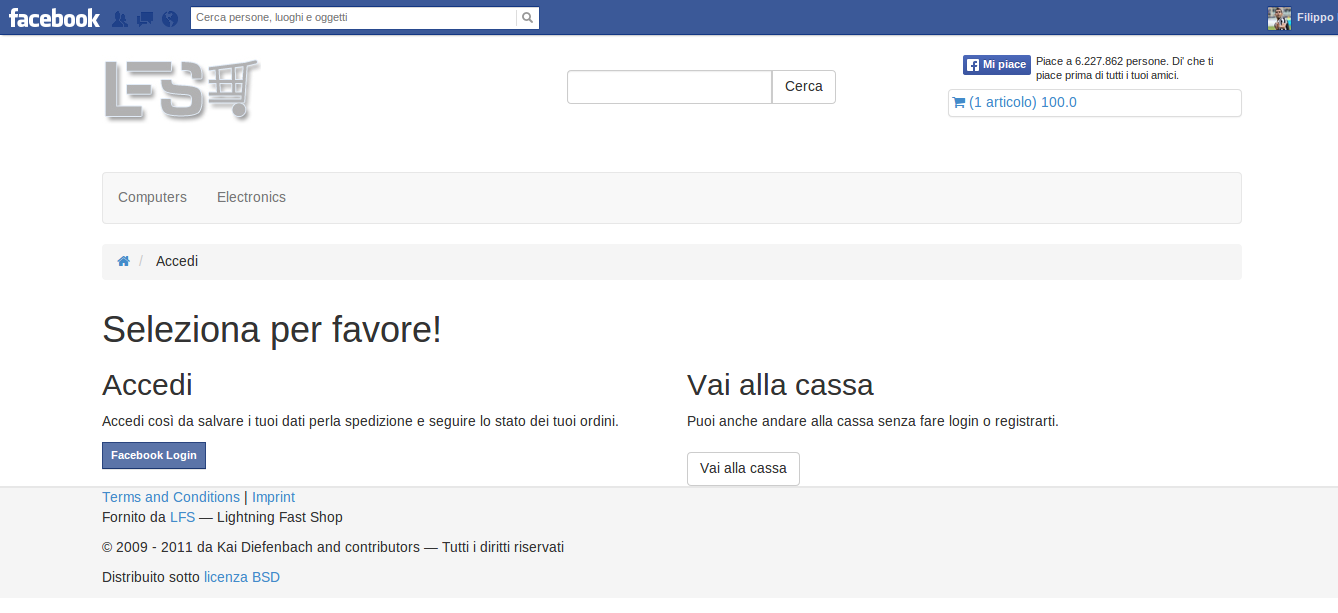 facebook
Cerca persone, luoghi e oggetti
Filippo
LFS
Cerca
Mi piace
Piace a 6.227.862 persone. Di' che ti
piace prima di tutti i tuoi amici.
(1 articolo) 100.0
Computers
Electronics
/ Accedi
Seleziona per favore!
Accedi
Accedi così da salvare i tuoi dati perla spedizione e seguire lo stato dei tuoi ordini.
Facebook Login
Vai alla cassa
Puoi anche andare alla cassa senza fare login o registrarti.
Vai alla cassa
Terms and Conditions | Imprint
Fornito da LFS — Lightning Fast Shop
© 2009 - 2011 da Kai Diefenbach and contributors — Tutti i diritti riservati
Distribuito sotto licenza BSD